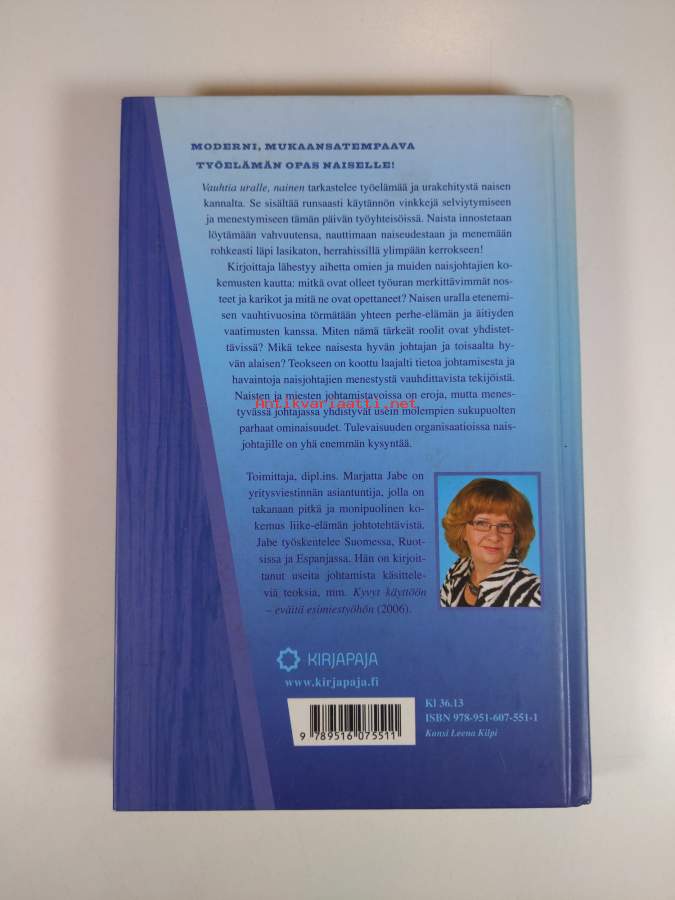 MODERNI, MUKAANSATEMPAAVA
TYÖELÄMÄN OPAS NAISELLE!
Vauhtia uralle, nainen tarkastelee työelämää ja urakehitystä naisen
kannalta. Se sisältää runsaasti käytännön vinkkejä selviytymiseen
ja menestymiseen tämän päivän työyhteisöissä. Naista innostetaan
löytämään vahvuutensa, nauttimaan naiseudestaan ja menemään
rohkeasti läpi lasikaton, herrahissillä ylimpään kerrokseen!
Kirjoittaja lähestyy aihetta omien ja muiden naisjohtajien ko-
kemusten kautta: mitkä ovat olleet työuran merkittävimmät nos-
teet ja karikot ja mitä ne ovat opettaneet? Naisen uralla etenemi-
sen vauhtivuosina törmätään yhteen perhe-elämän ja äitiyden
vaatimusten kanssa. Miten nämä tärkeät roolit ovat yhdistet-
tävissä? Mikä tekee naisesta hyvän johtajan ja toisaalta hy-
vän alaisen? Teokseen on koottu laajalti tietoa johtamisesta ja
havaintoja naisjohtajien menestystä vauhdittavista tekijöistä.
Naisten ja miesten johtamistavoissa on eroja, mutta menes-
Antikvariaatti.net
tyvässä johtajassa yhdistyvät usein molempien sukupuolten
parhaat ominaisuudet. Tulevaisuuden organisaatioissa nais-
johtajille on yhä enemmän kysyntää.
Toimittaja, dipl.ins. Marjatta Jabe on
yritysviestinnän asiantuntija, jolla on
takanaan pitkä ja monipuolinen ko-
kemus liike-elämän johtotehtävistä.
Jabe työskentelee Suomessa, Ruot-
sissa ja Espanjassa. Hän on kirjoit-
tanut useita johtamista käsittele-
viä teoksia, mm. Kyvyt käyttöön
– eväitä esimiestyöhön (2006).
KIRJAPAJA
www.kirjapaja.fi
Kl 36.13
ISBN 978-951-607-551-1
Kansi Leena Kilpi
9 789516 075511